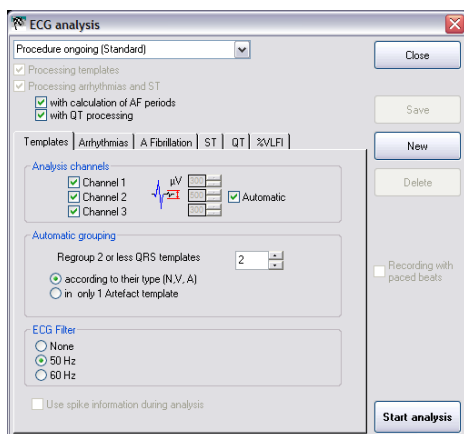 ECG analysis
Procedure ongoing (Standard)
Close
Processing templates
Processing arrhythmias and ST
with calculation of AF periods
with QT processing
Save
Templates Arrhythmias A Fibrillation ST QT %VLFI
New
Analysis channels
Channel 1 µV 500
Channel 2 500 Automatic
Channel 3 500
Delete
Automatic grouping
Regroup 2 or less QRS templates 2
according to their type (N,V, A)
in only 1 Artefact template
Recording with
paced beats
ECG Filter
None
50 Hz
60 Hz
Use spike information during analysis
Start analysis